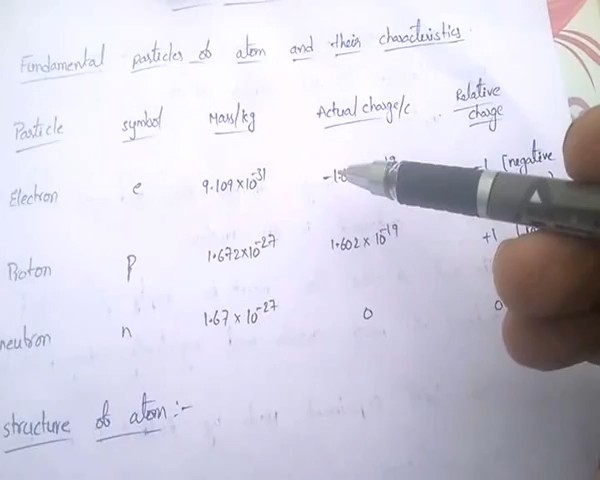 Fundamental particles of atom and their characteristics.
Particle symbol Mass/kg Actual charge/c Relative charge
Electron e 9.109 × 10⁻³¹ -1 [negative
Proton p 1.672 × 10⁻²⁷ 1.602 × 10⁻¹⁹ +1
neutron n 1.67 × 10⁻²⁷ 0 0
structure of atom :-